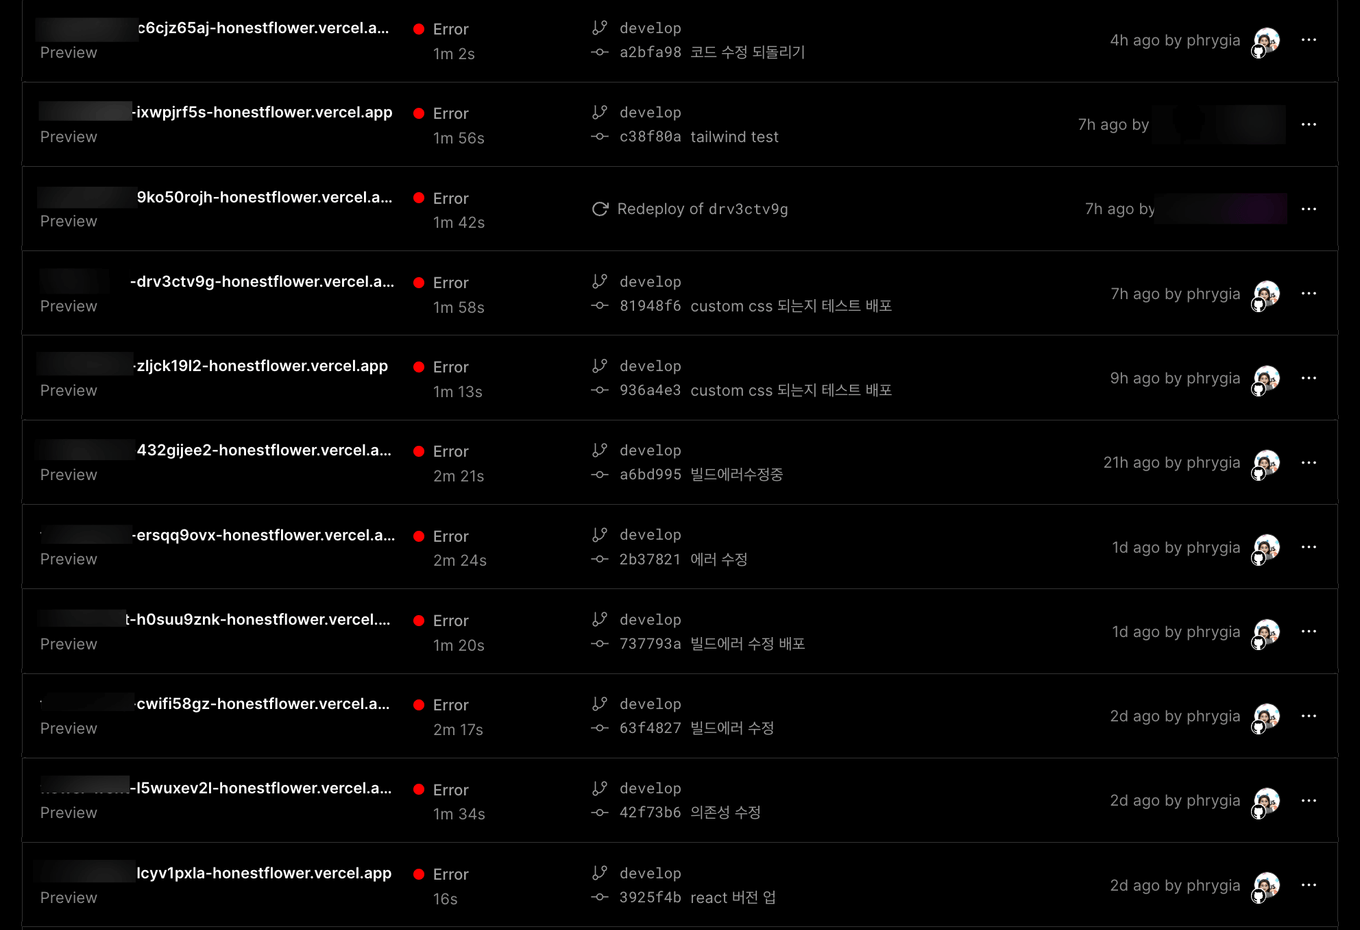 c6cjz65aj-honestflower.vercel.a...
Error
develop
4h ago by phrygia
Preview
1m 2s
a2bfa98 코드 수정 되돌리기
-ixwpjrf5s-honestflower.vercel.app
Error
develop
7h ago by
Preview
1m 56s
c38f80a tailwind test
9ko50rojh-honestflower.vercel.a...
Error
Redeploy of drv3ctv9g
7h ago by
Preview
1m 42s
-drv3ctv9g-honestflower.vercel.a...
Error
develop
7h ago by phrygia
Preview
1m 58s
81948f6 custom css 되는지 테스트 배포
-zljck19l2-honestflower.vercel.app
Error
develop
9h ago by phrygia
Preview
1m 13s
936a4e3 custom css 되는지 테스트 배포
432gijee2-honestflower.vercel.a...
Error
develop
21h ago by phrygia
Preview
2m 21s
a6bd995 빌드에러수정중
-ersqq9ovx-honestflower.vercel.a...
Error
develop
1d ago by phrygia
Preview
2m 24s
2b37821 에러 수정
t-h0suu9znk-honestflower.vercel....
Error
develop
1d ago by phrygia
Preview
1m 20s
737793a 빌드에러 수정 배포
-cwifi58gz-honestflower.vercel.a...
Error
develop
2d ago by phrygia
Preview
2m 17s
63f4827 빌드에러 수정
-l5wuxev2l-honestflower.vercel.a...
Error
develop
2d ago by phrygia
Preview
1m 34s
42f73b6 의존성 수정
lcyv1pxla-honestflower.vercel.app
Error
develop
2d ago by phrygia
Preview
16s
3925f4b react 버전 업